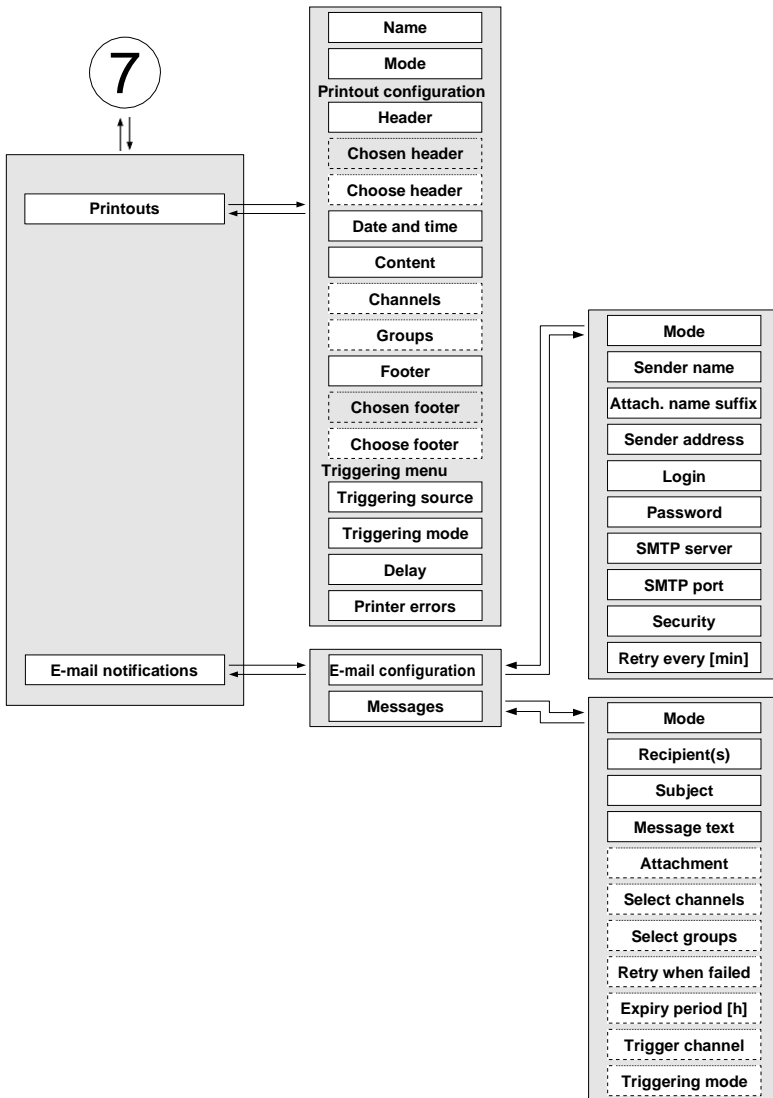 7
Printouts
E-mail notifications
Name
Mode
Printout configuration
Header
Chosen header
Choose header
Date and time
Content
Channels
Groups
Footer
Chosen footer
Choose footer
Triggering menu
Triggering source
Triggering mode
Delay
Printer errors
E-mail configuration
Messages
Mode
Sender name
Attach. name suffix
Sender address
Login
Password
SMTP server
SMTP port
Security
Retry every [min]
Mode
Recipient(s)
Subject
Message text
Attachment
Select channels
Select groups
Retry when failed
Expiry period [h]
Trigger channel
Triggering mode